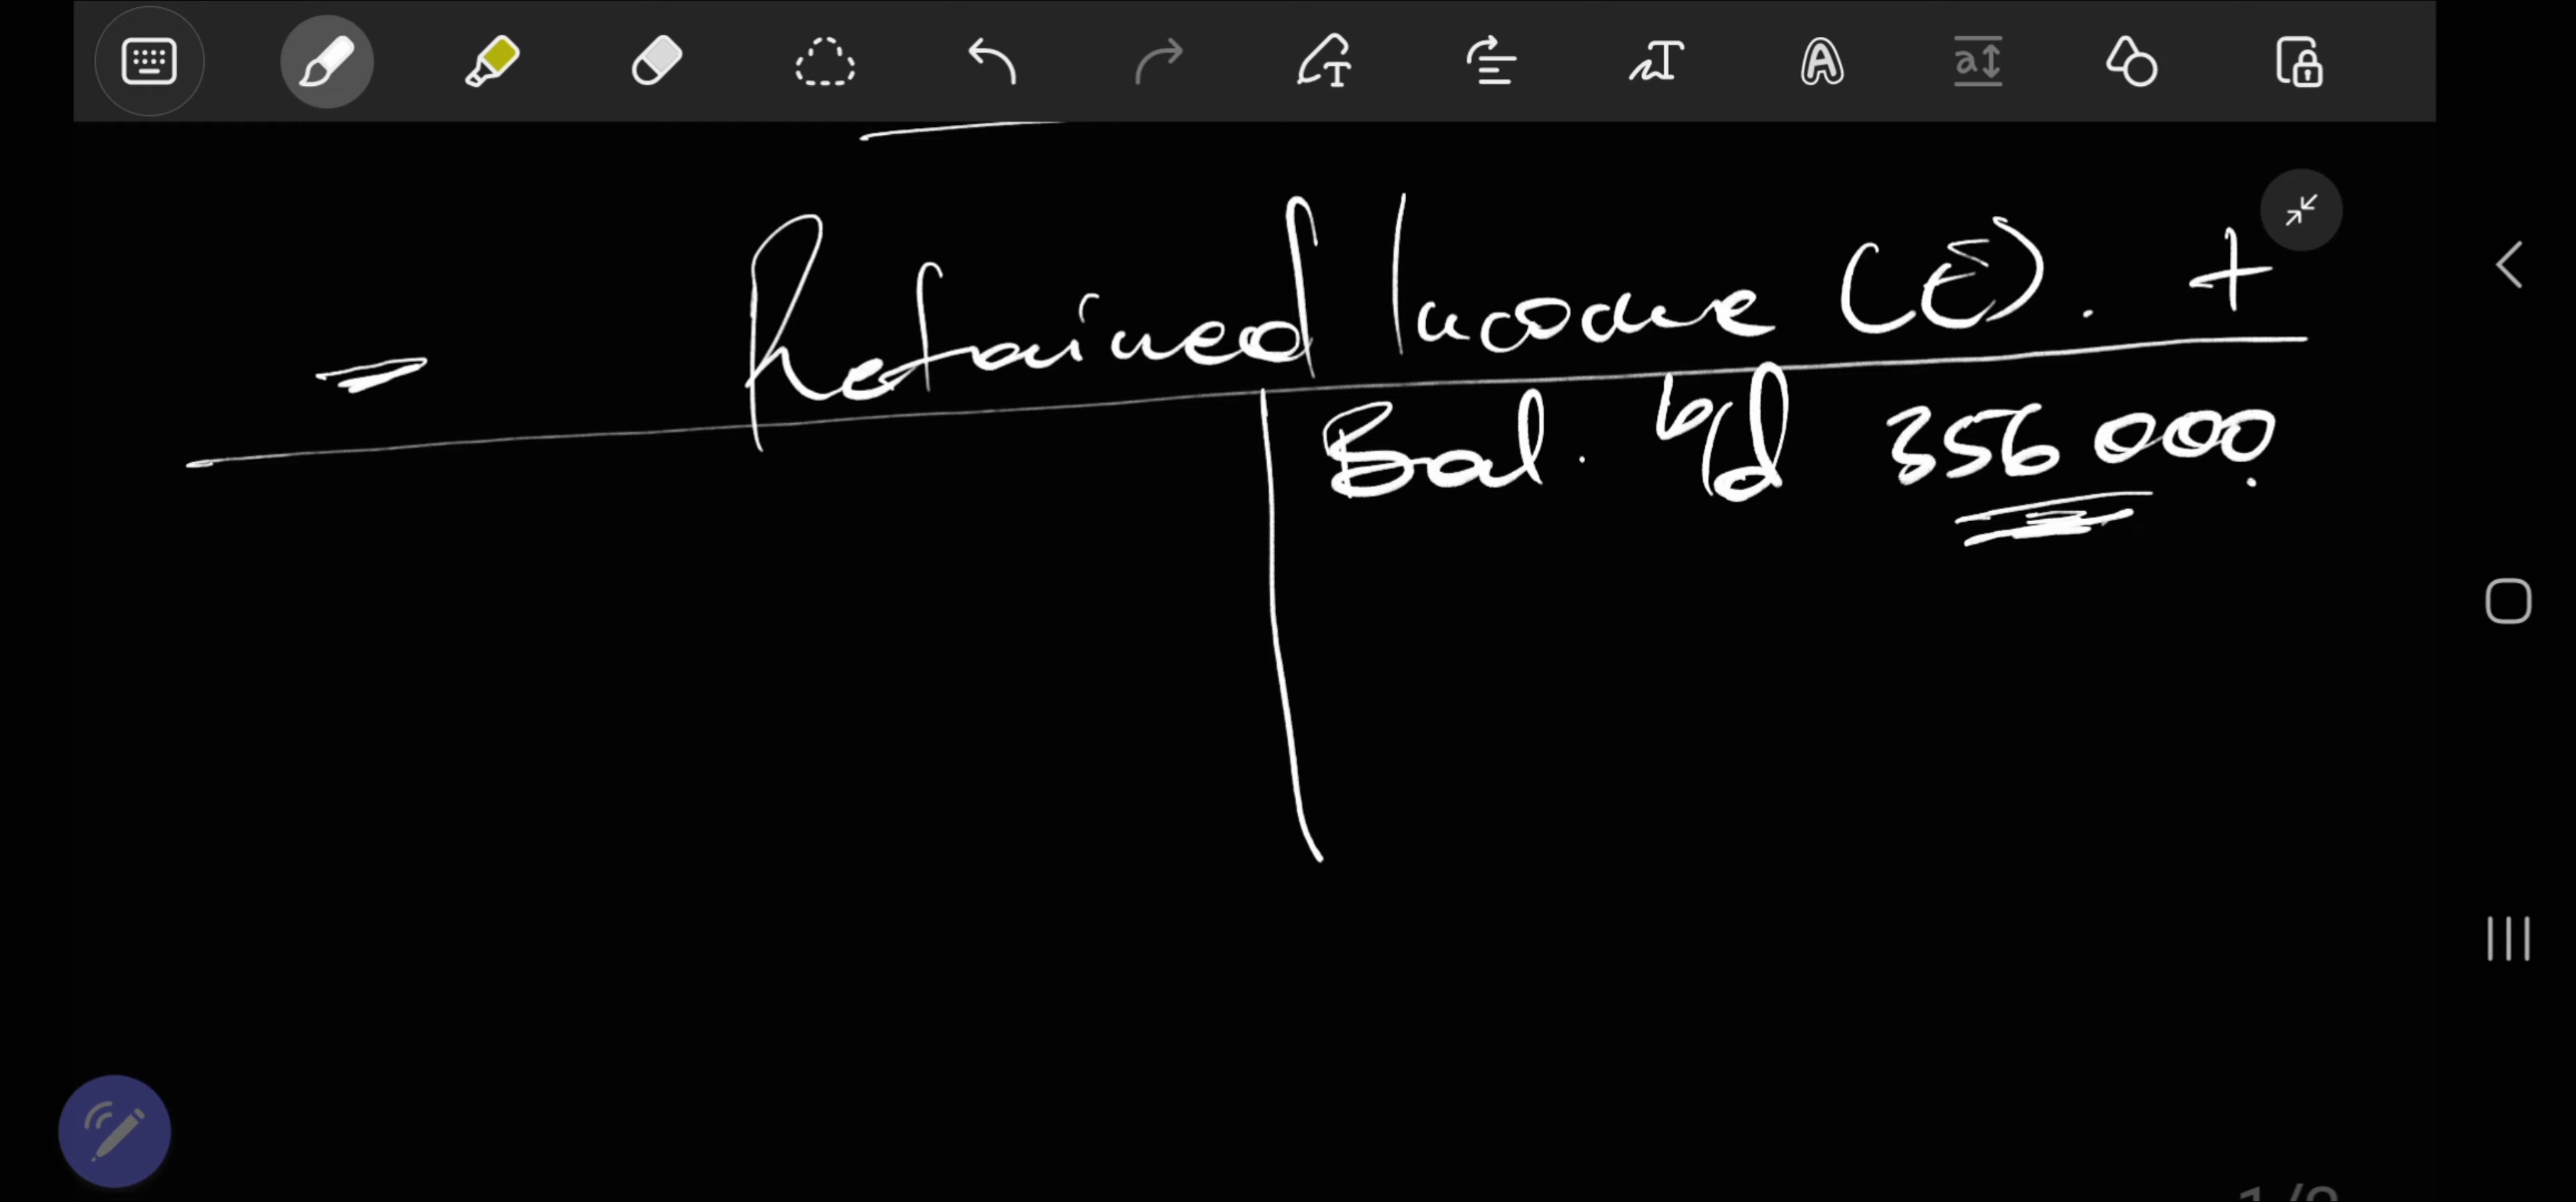 - Retained Income (E). +
Bal. b/d 356 000.